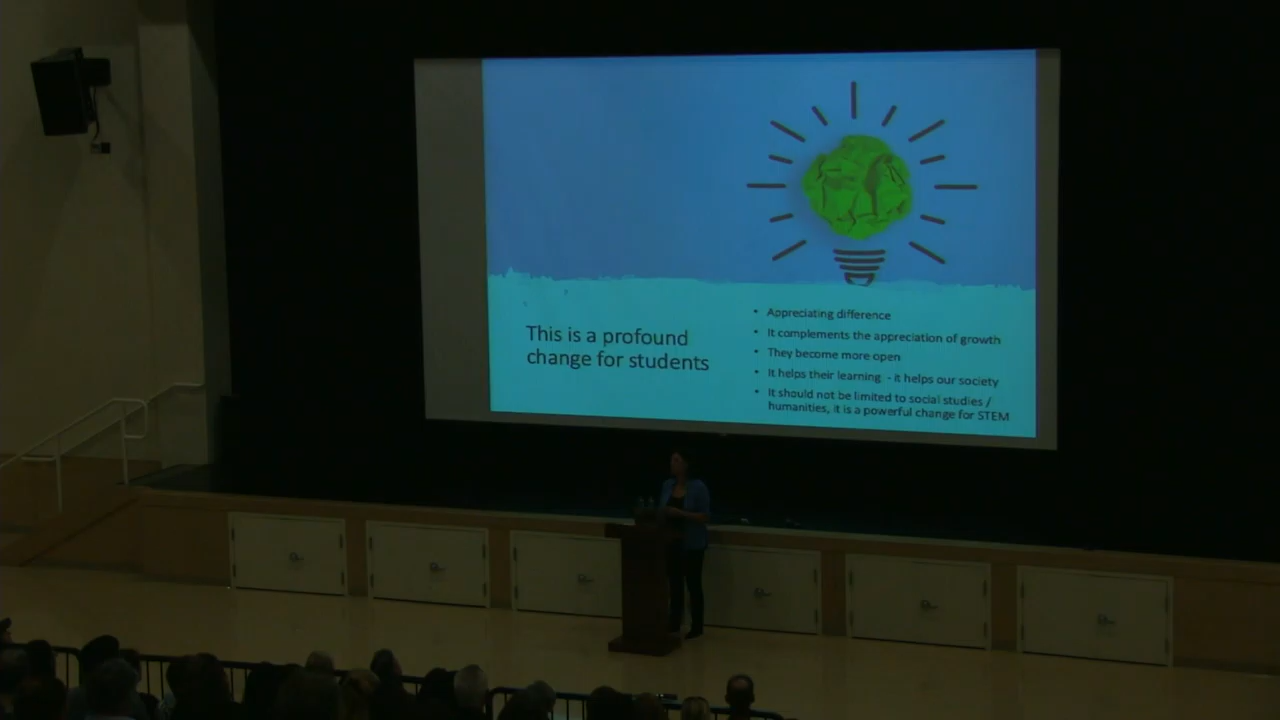 This is a profound
change for students
• Appreciating difference
• It complements the appreciation of growth
• They become more open
• It helps their learning - it helps our society
• It should not be limited to social studies /
humanities, it is a powerful change for STEM